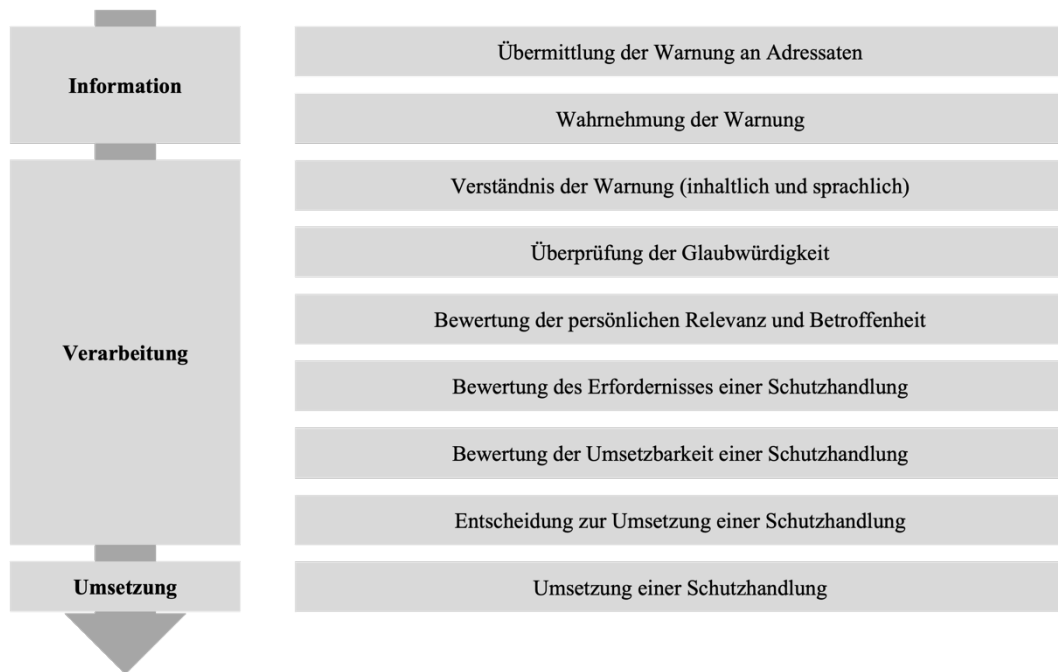 Information
Übermittlung der Warnung an Adressaten
Wahrnehmung der Warnung
Verarbeitung
Verständnis der Warnung (inhaltlich und sprachlich)
Überprüfung der Glaubwürdigkeit
Bewertung der persönlichen Relevanz und Betroffenheit
Bewertung des Erfordernisses einer Schutzhandlung
Bewertung der Umsetzbarkeit einer Schutzhandlung
Entscheidung zur Umsetzung einer Schutzhandlung
Umsetzung
Umsetzung einer Schutzhandlung